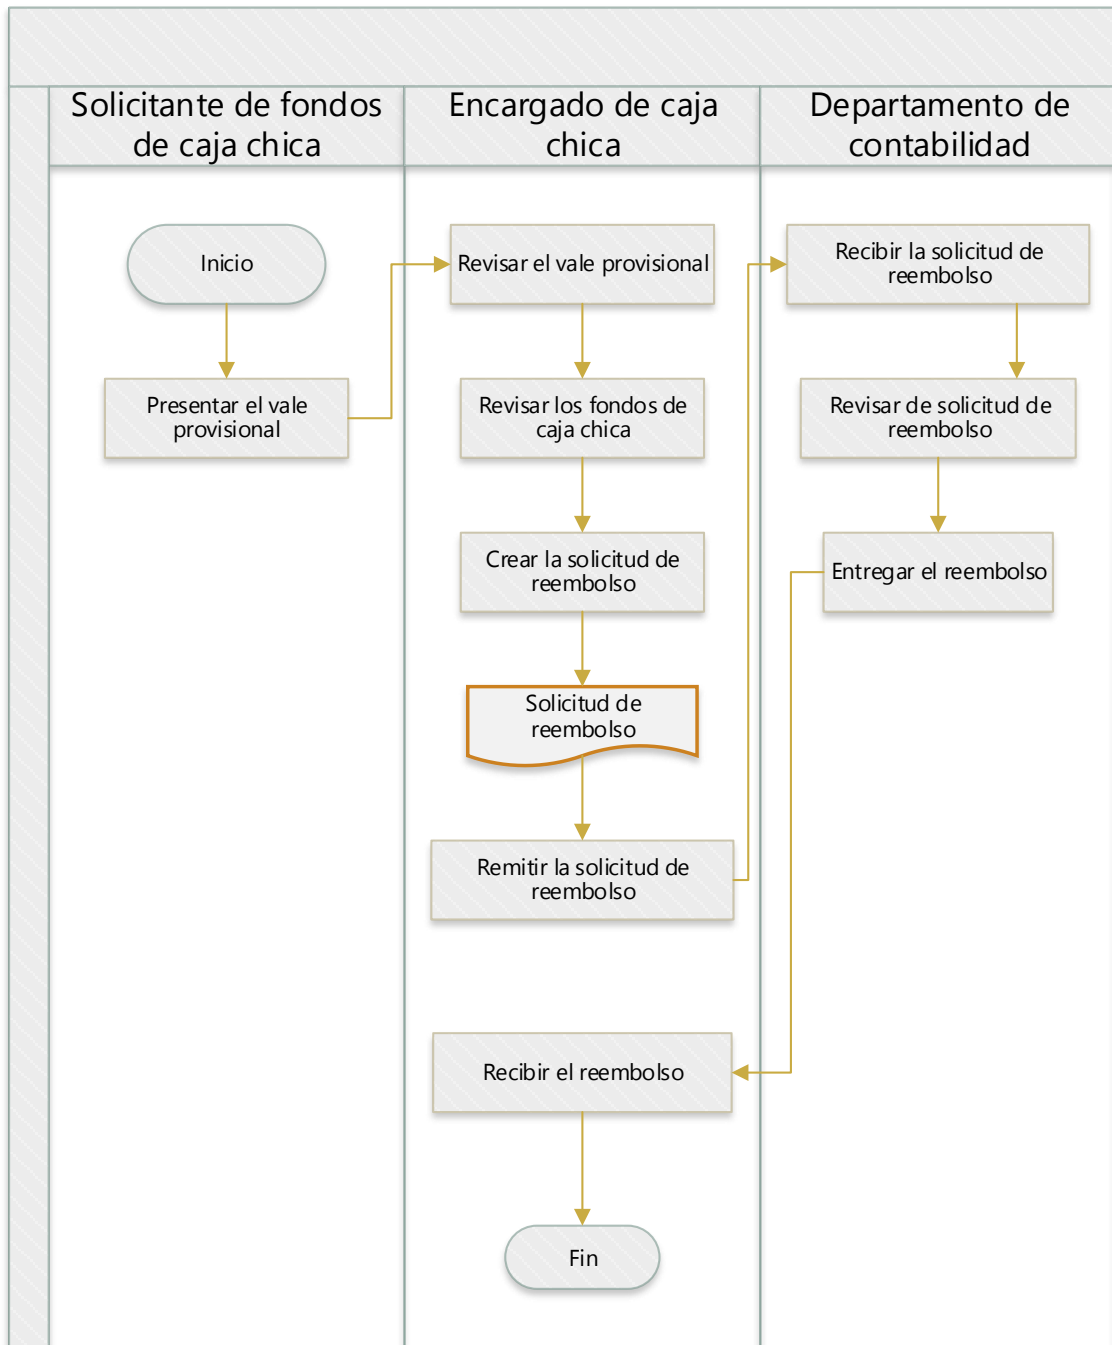 Solicitante de fondos
de caja chica
Encargado de caja
chica
Departamento de
contabilidad
Inicio
Presentar el vale
provisional
Revisar el vale provisional
Revisar los fondos de
caja chica
Crear la solicitud de
reembolso
Solicitud de
reembolso
Remitir la solicitud de
reembolso
Recibir la solicitud de
reembolso
Revisar de solicitud de
reembolso
Entregar el reembolso
Recibir el reembolso
Fin